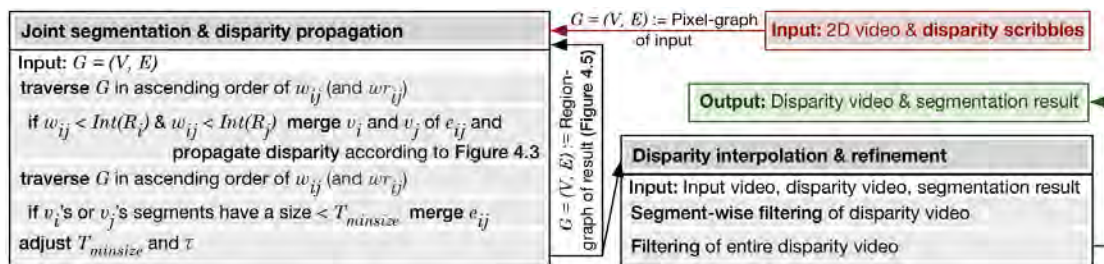 Joint segmentation & disparity propagation
Input: G = (V, E)
traverse G in ascending order of w_ij (and wr_ij)
if w_ij < Int(R_i) & w_ij < Int(R_j) merge v_i and v_j of e_ij and
propagate disparity according to Figure 4.3
traverse G in ascending order of w_ij (and wr_ij)
if v_i's or v_j's segments have a size < T_minsize merge e_ij
adjust T_minsize and τ
G = (V, E) := Pixel-graph
of input
G = (V, E) := Region-
graph of result (Figure 4.5)
Input: 2D video & disparity scribbles
Output: Disparity video & segmentation result
Disparity interpolation & refinement
Input: Input video, disparity video, segmentation result
Segment-wise filtering of disparity video
Filtering of entire disparity video